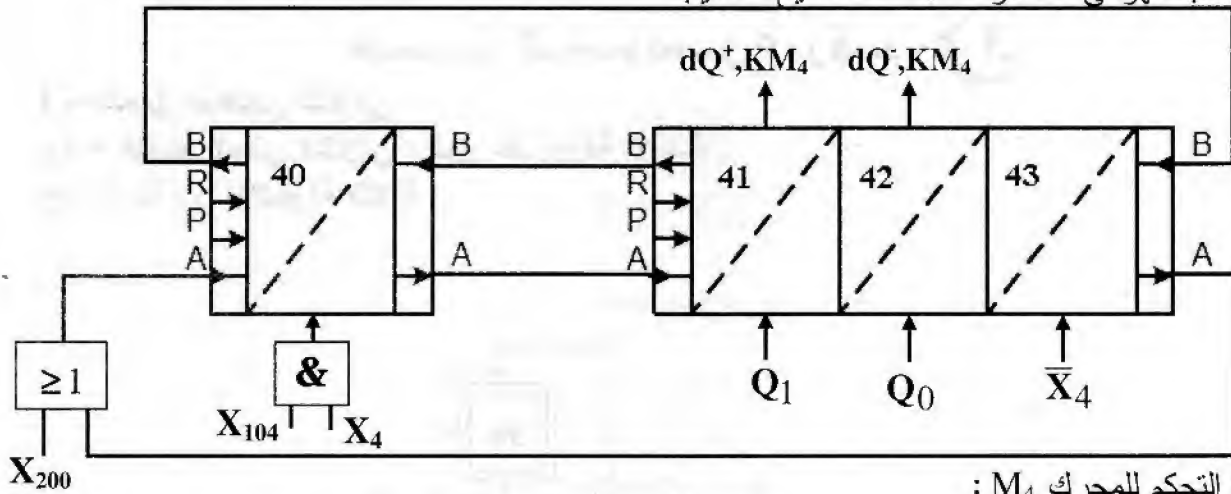 dQ⁺,KM₄ dQ⁻,KM₄
B B B B
R 40 R 41 42 43
P P
A A A A
≥1 & Q₁ Q₀ X̅₄
X₁₀₄ X₄
X₂₀₀
التحكم للمحرك M₄ :